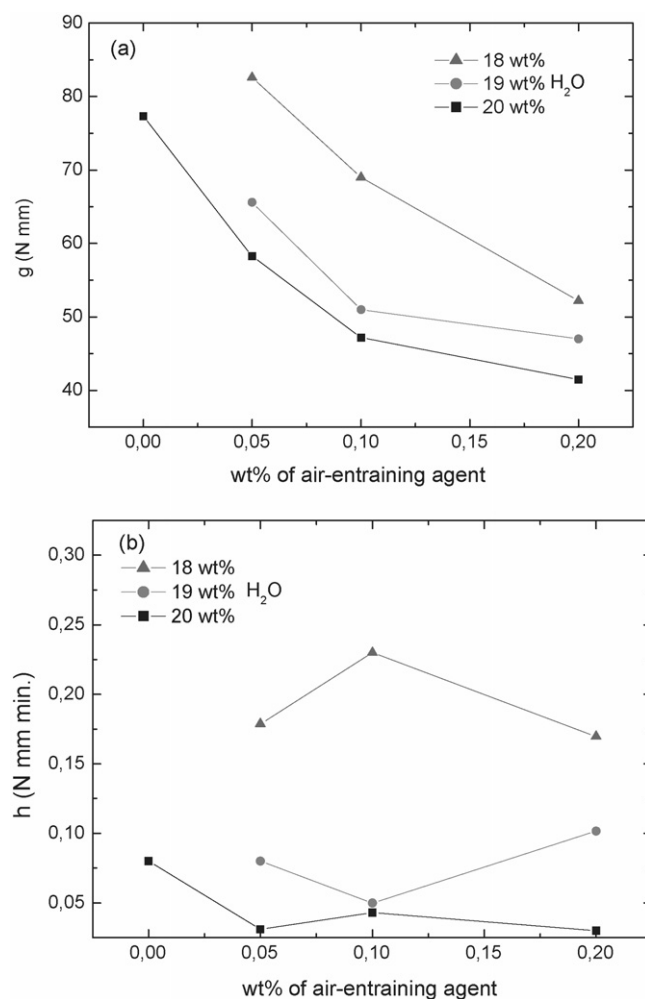 (a)
18 wt%
19 wt% H₂O
20 wt%
90
80
70
60
50
40
g (N mm)
0,00 0,05 0,10 0,15 0,20
wt% of air-entraining agent
(b)
18 wt%
19 wt% H₂O
20 wt%
0,30
0,25
0,20
0,15
0,10
0,05
h (N mm min.)
0,00 0,05 0,10 0,15 0,20
wt% of air-entraining agent